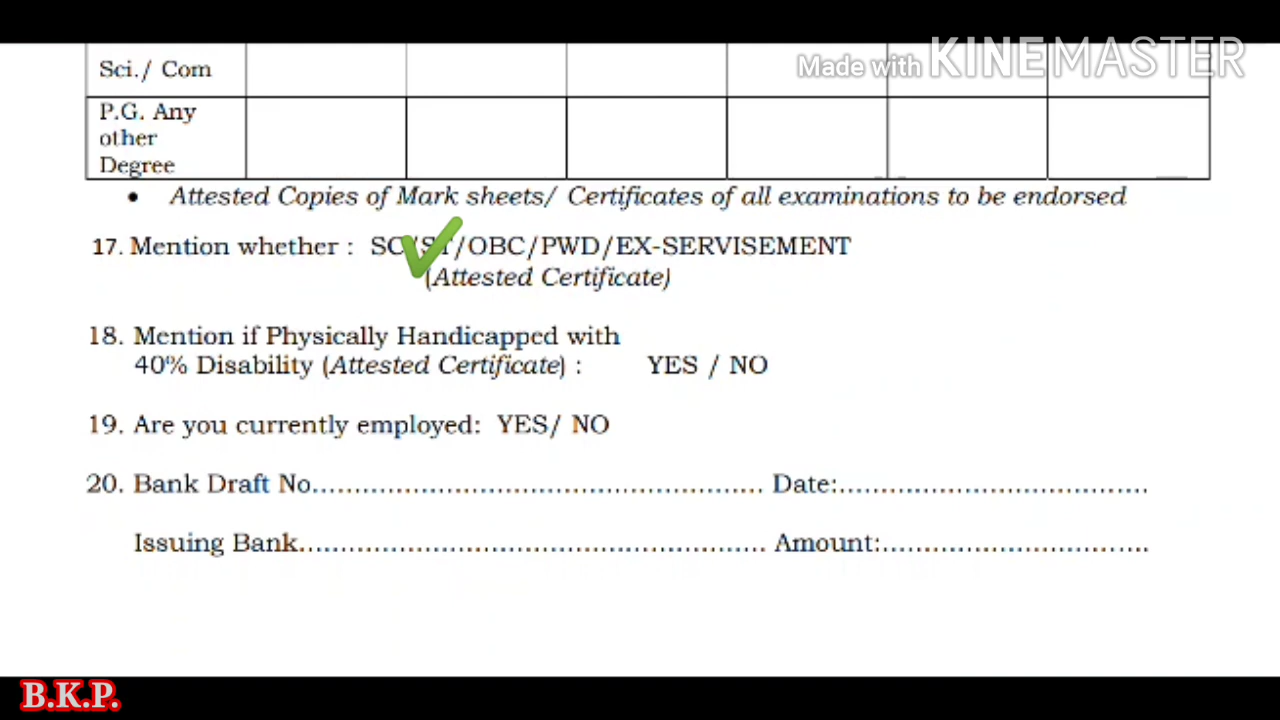 Made with KINEMASTER
Sci./ Com
P.G. Any
other
Degree
• Attested Copies of Mark sheets/ Certificates of all examinations to be endorsed
17. Mention whether : SC/ST/OBC/PWD/EX-SERVISEMENT
(Attested Certificate)
18. Mention if Physically Handicapped with
40% Disability (Attested Certificate) : YES / NO
19. Are you currently employed: YES/ NO
20. Bank Draft No....................................................... Date:......................................
Issuing Bank......................................................... Amount:................................
B.K.P.